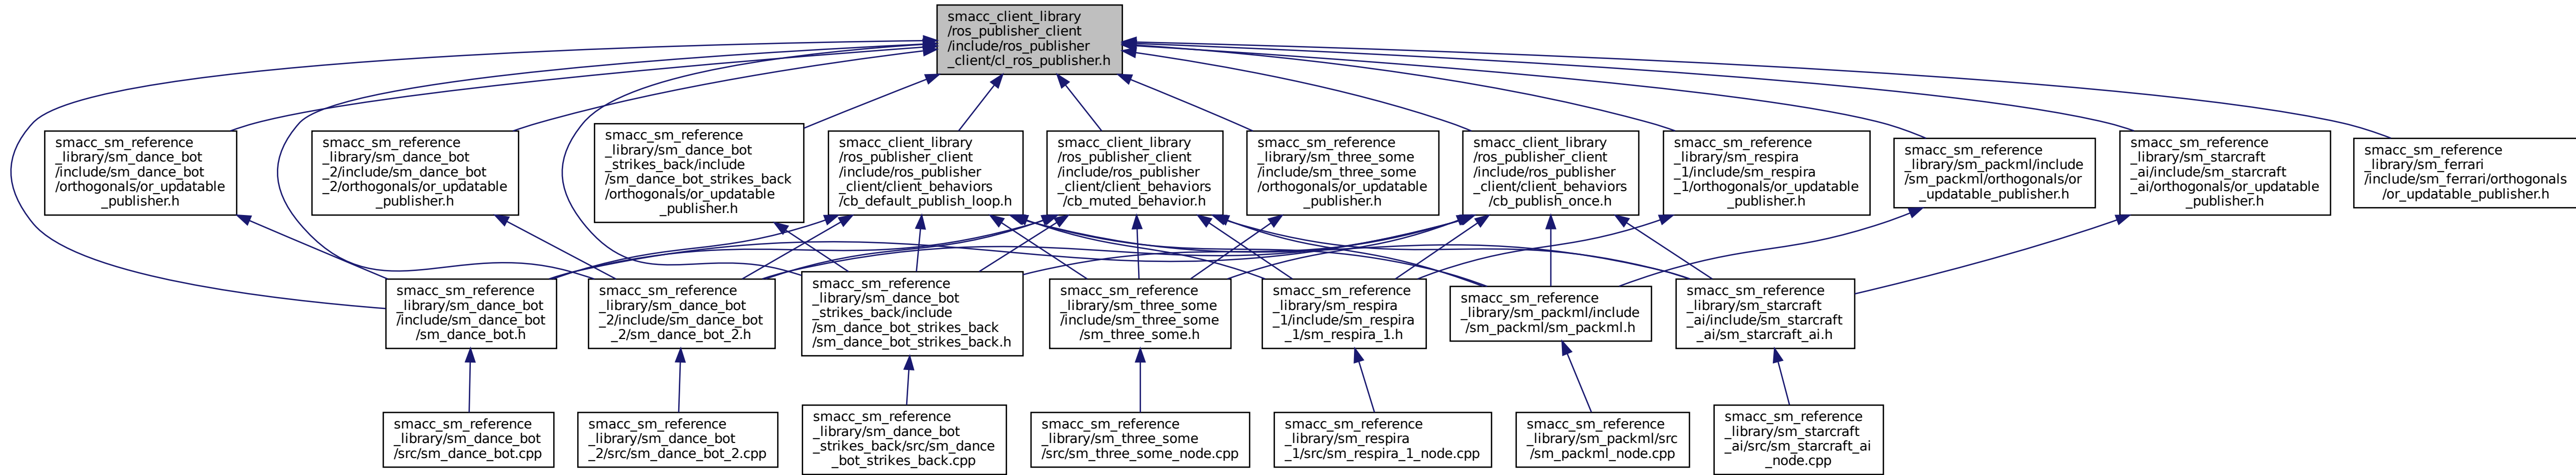 smacc_client_library
/ros_publisher_client
/include/ros_publisher
_client/cl_ros_publisher.h
smacc_sm_reference
_library/sm_dance_bot
/include/sm_dance_bot
/orthogonals/or_updatable
_publisher.h
smacc_sm_reference
_library/sm_dance_bot
_2/include/sm_dance_bot
_2/orthogonals/or_updatable
_publisher.h
smacc_sm_reference
_library/sm_dance_bot
_strikes_back/include
/sm_dance_bot_strikes_back
/orthogonals/or_updatable
_publisher.h
smacc_client_library
/ros_publisher_client
/include/ros_publisher
_client/client_behaviors
/cb_default_publish_loop.h
smacc_client_library
/ros_publisher_client
/include/ros_publisher
_client/client_behaviors
/cb_muted_behavior.h
smacc_sm_reference
_library/sm_three_some
/include/sm_three_some
/orthogonals/or_updatable
_publisher.h
smacc_client_library
/ros_publisher_client
/include/ros_publisher
_client/client_behaviors
/cb_publish_once.h
smacc_sm_reference
_library/sm_respira
_1/include/sm_respira
_1/orthogonals/or_updatable
_publisher.h
smacc_sm_reference
_library/sm_packml/include
/sm_packml/orthogonals/or
_updatable_publisher.h
smacc_sm_reference
_library/sm_starcraft
_ai/include/sm_starcraft
_ai/orthogonals/or_updatable
_publisher.h
smacc_sm_reference
_library/sm_ferrari
/include/sm_ferrari/orthogonals
/or_updatable_publisher.h
smacc_sm_reference
_library/sm_dance_bot
/include/sm_dance_bot
/sm_dance_bot.h
smacc_sm_reference
_library/sm_dance_bot
_2/include/sm_dance_bot
_2/sm_dance_bot_2.h
smacc_sm_reference
_library/sm_dance_bot
_strikes_back/include
/sm_dance_bot_strikes_back
/sm_dance_bot_strikes_back.h
smacc_sm_reference
_library/sm_three_some
/include/sm_three_some
/sm_three_some.h
smacc_sm_reference
_library/sm_respira
_1/include/sm_respira
_1/sm_respira_1.h
smacc_sm_reference
_library/sm_packml/include
/sm_packml/sm_packml.h
smacc_sm_reference
_library/sm_starcraft
_ai/include/sm_starcraft
_ai/sm_starcraft_ai.h
smacc_sm_reference
_library/sm_dance_bot
/src/sm_dance_bot.cpp
smacc_sm_reference
_library/sm_dance_bot
_2/src/sm_dance_bot_2.cpp
smacc_sm_reference
_library/sm_dance_bot
_strikes_back/src/sm_dance
_bot_strikes_back.cpp
smacc_sm_reference
_library/sm_three_some
/src/sm_three_some_node.cpp
smacc_sm_reference
_library/sm_respira
_1/src/sm_respira_1_node.cpp
smacc_sm_reference
_library/sm_packml/src
/sm_packml_node.cpp
smacc_sm_reference
_library/sm_starcraft
_ai/src/sm_starcraft_ai
_node.cpp